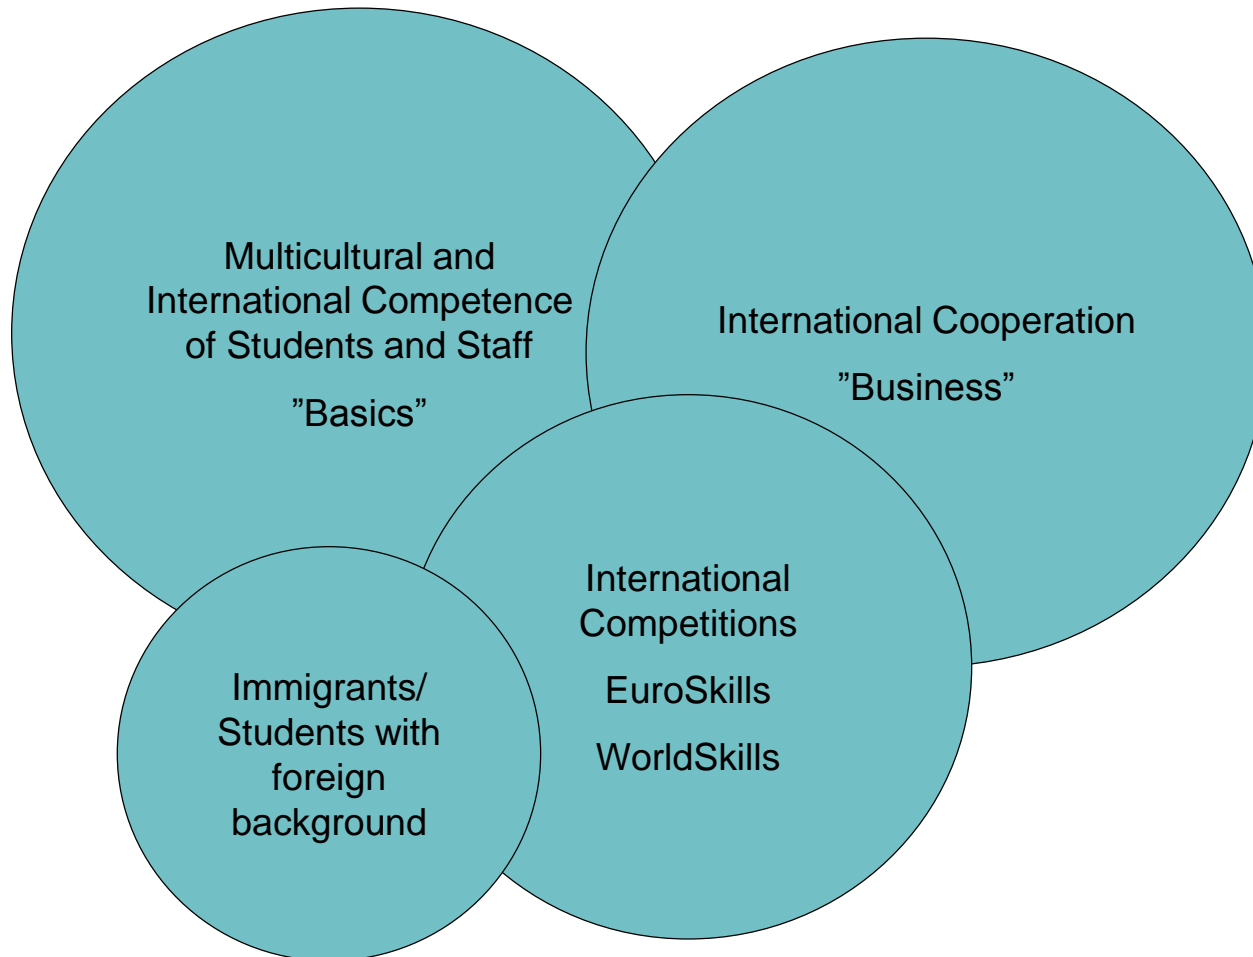 Multicultural and
International Competence
of Students and Staff
”Basics”
International Cooperation
”Business”
International
Competitions
EuroSkills
WorldSkills
Immigrants/
Students with
foreign
background